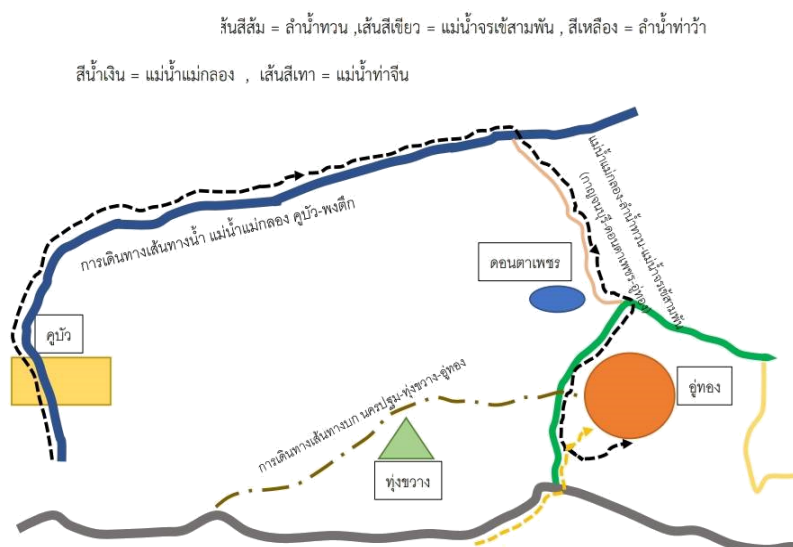 เส้นสีส้ม = ลำน้ำทวน ,เส้นสีเขียว = แม่น้ำจรเข้สามพัน , สีเหลือง = ลำน้ำท่าว้า
สีน้ำเงิน = แม่น้ำแม่กลอง , เส้นสีเทา = แม่น้ำท่าจีน
แม่น้ำแม่กลอง-ลำน้ำทวน-แม่น้ำจรเข้สามพัน
(กาญจนบุรี-ดอนตาเพชร-อู่ทอง)
การเดินทางเส้นทางน้ำ แม่น้ำแม่กลอง คูบัว-พงตึก
ดอนตาเพชร
คูบัว
อู่ทอง
การเดินทางเส้นทางบก นครปฐม-ทุ่งขวาง-อู่ทอง
ทุ่งขวาง